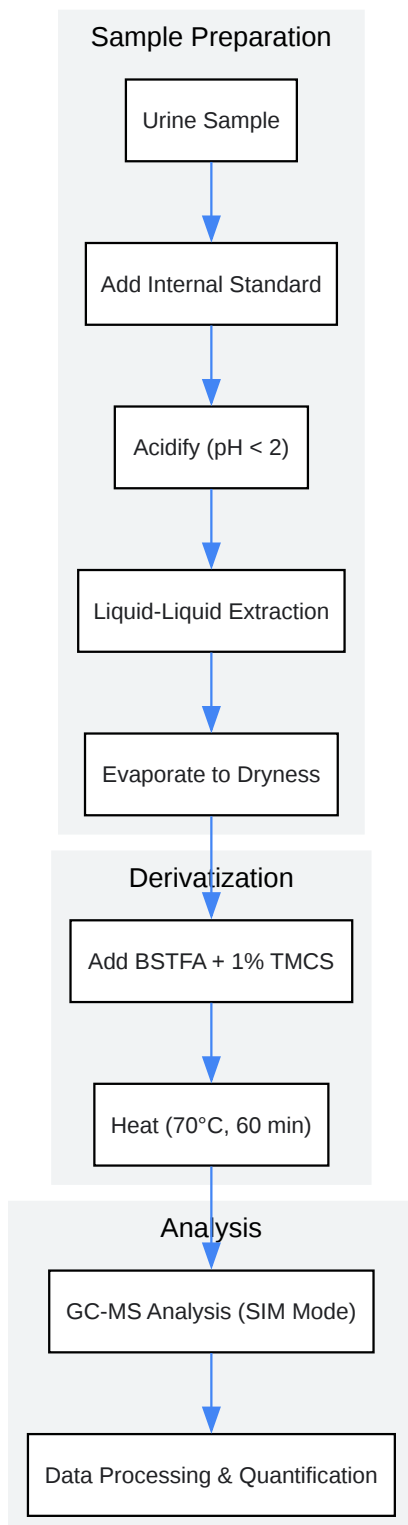 Sample Preparation
Urine Sample
Add Internal Standard
Acidify (pH < 2)
Liquid-Liquid Extraction
Evaporate to Dryness
Derivatization
Add BSTFA + 1% TMCS
Heat (70°C, 60 min)
Analysis
GC-MS Analysis (SIM Mode)
Data Processing & Quantification